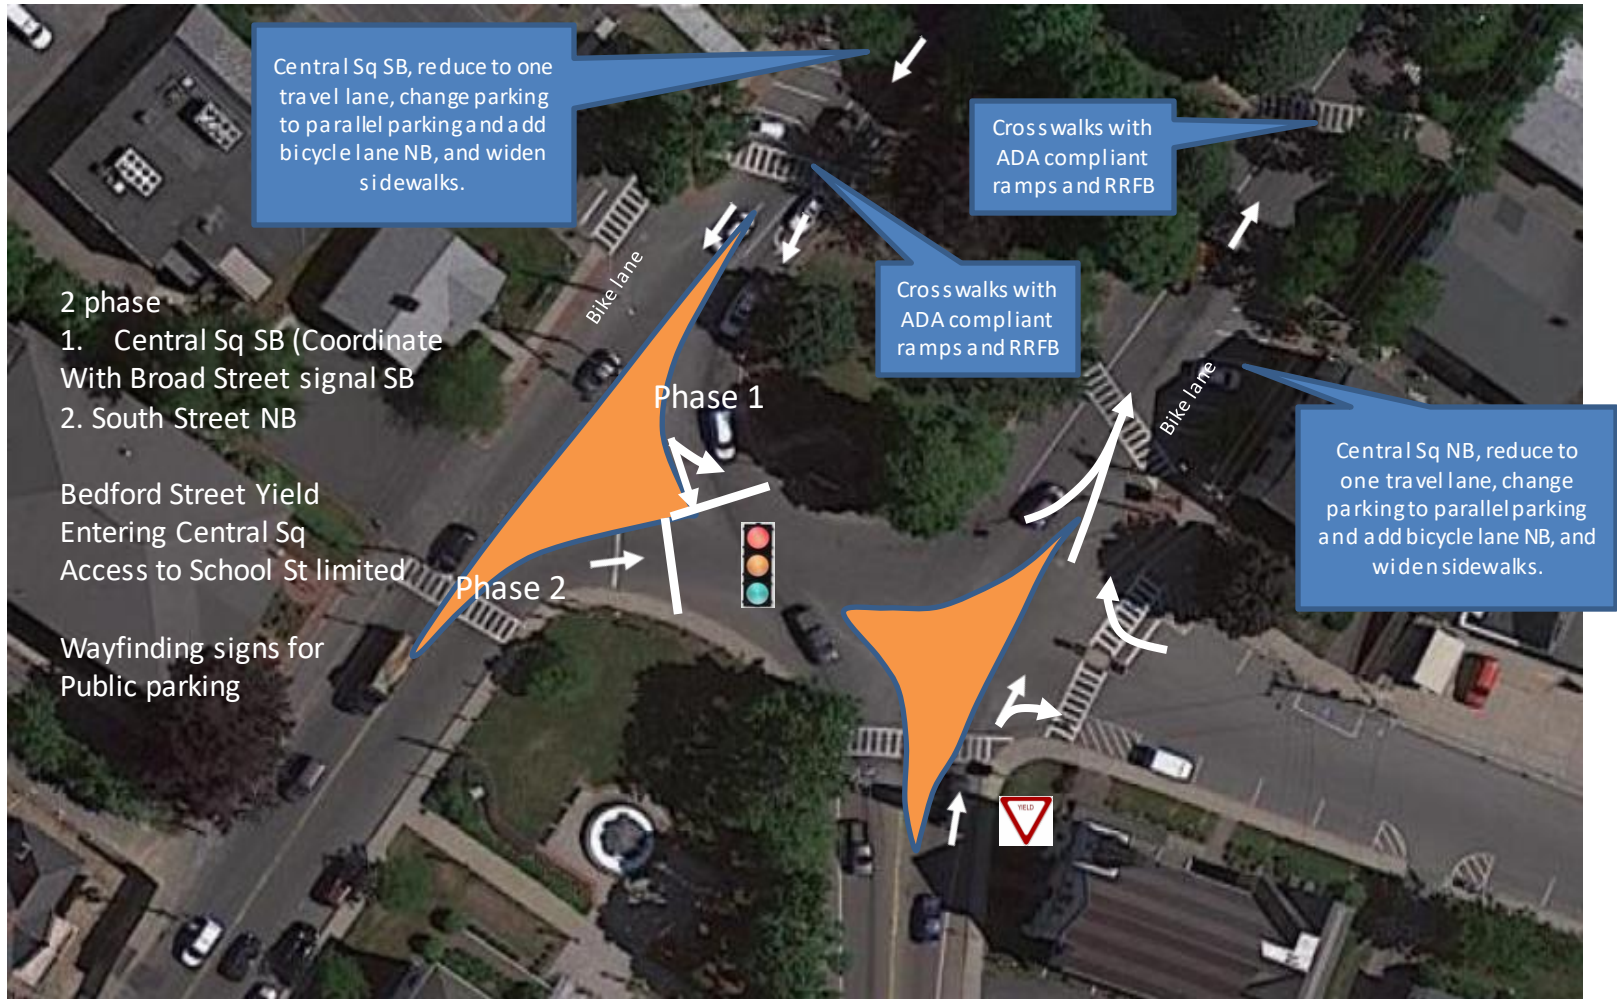 Central Sq SB, reduce to one
travel lane, change parking
to parallel parking and add
bicycle lane NB, and widen
sidewalks.
Crosswalks with
ADA compliant
ramps and RRFB
Crosswalks with
ADA compliant
ramps and RRFB
Bike lane
2 phase
1. Central Sq SB (Coordinate
With Broad Street signal SB
2. South Street NB
Bedford Street Yield
Entering Central Sq
Access to School St limited
Wayfinding signs for
Public parking
Phase 1
Phase 2
Bike lane
Central Sq NB, reduce to
one travel lane, change
parking to parallel parking
and add bicycle lane NB, and
widen sidewalks.
YIELD